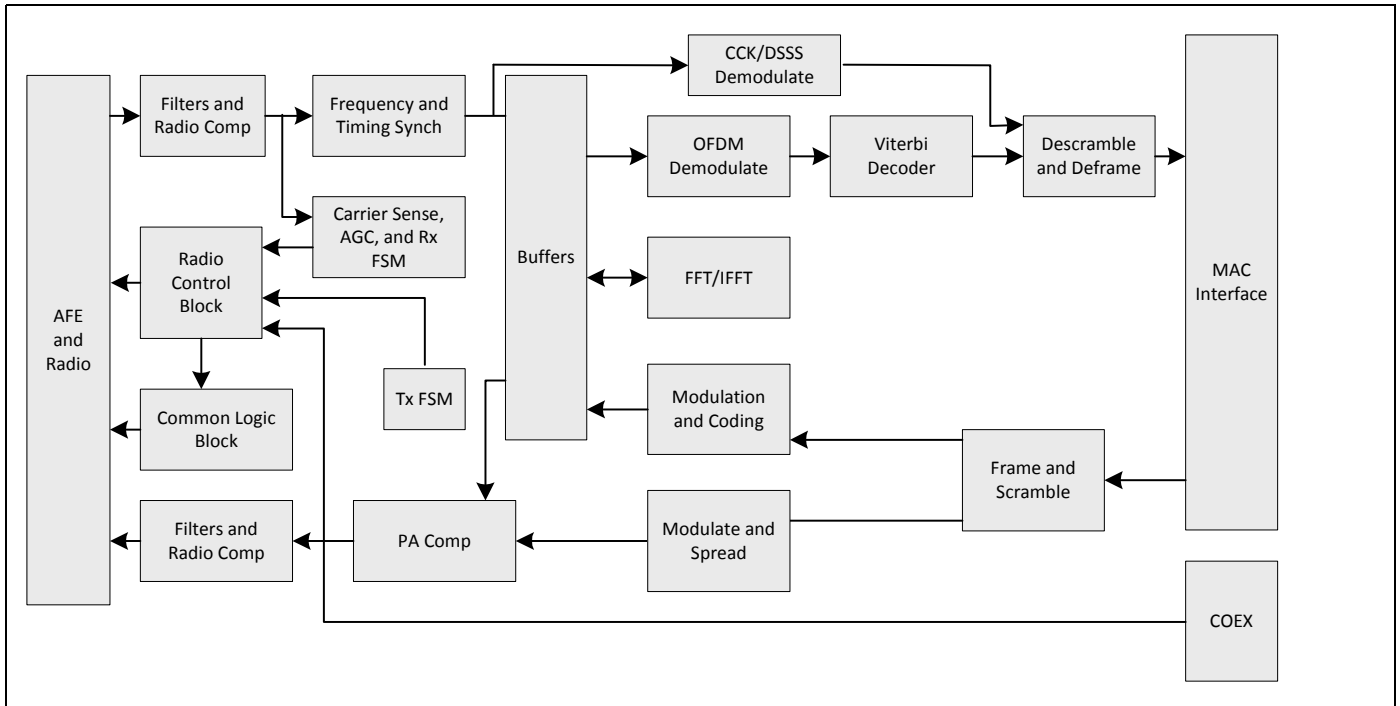 CCK/DSSS
Demodulate
Filters and
Radio Comp
Frequency and
Timing Synch
OFDM
Demodulate
Viterbi
Decoder
Descramble
and Deframe
Carrier Sense,
AGC, and Rx
FSM
Radio
Control
Block
Buffers
FFT/IFFT
MAC
Interface
AFE
and
Radio
Tx FSM
Common Logic
Block
Modulation
and Coding
Frame and
Scramble
Filters and
Radio Comp
PA Comp
Modulate and
Spread
COEX